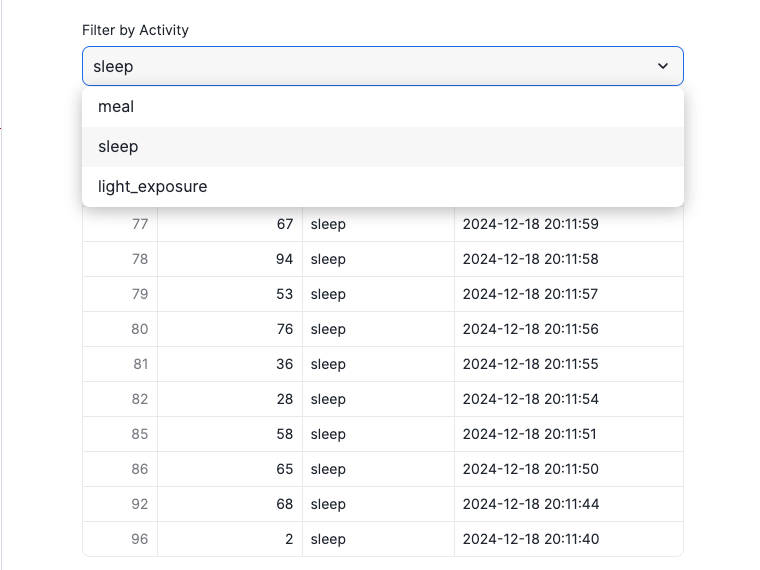 Filter by Activity
sleep
meal
sleep
light_exposure
77 67 sleep 2024-12-18 20:11:59
78 94 sleep 2024-12-18 20:11:58
79 53 sleep 2024-12-18 20:11:57
80 76 sleep 2024-12-18 20:11:56
81 36 sleep 2024-12-18 20:11:55
82 28 sleep 2024-12-18 20:11:54
85 58 sleep 2024-12-18 20:11:51
86 65 sleep 2024-12-18 20:11:50
92 68 sleep 2024-12-18 20:11:44
96 2 sleep 2024-12-18 20:11:40